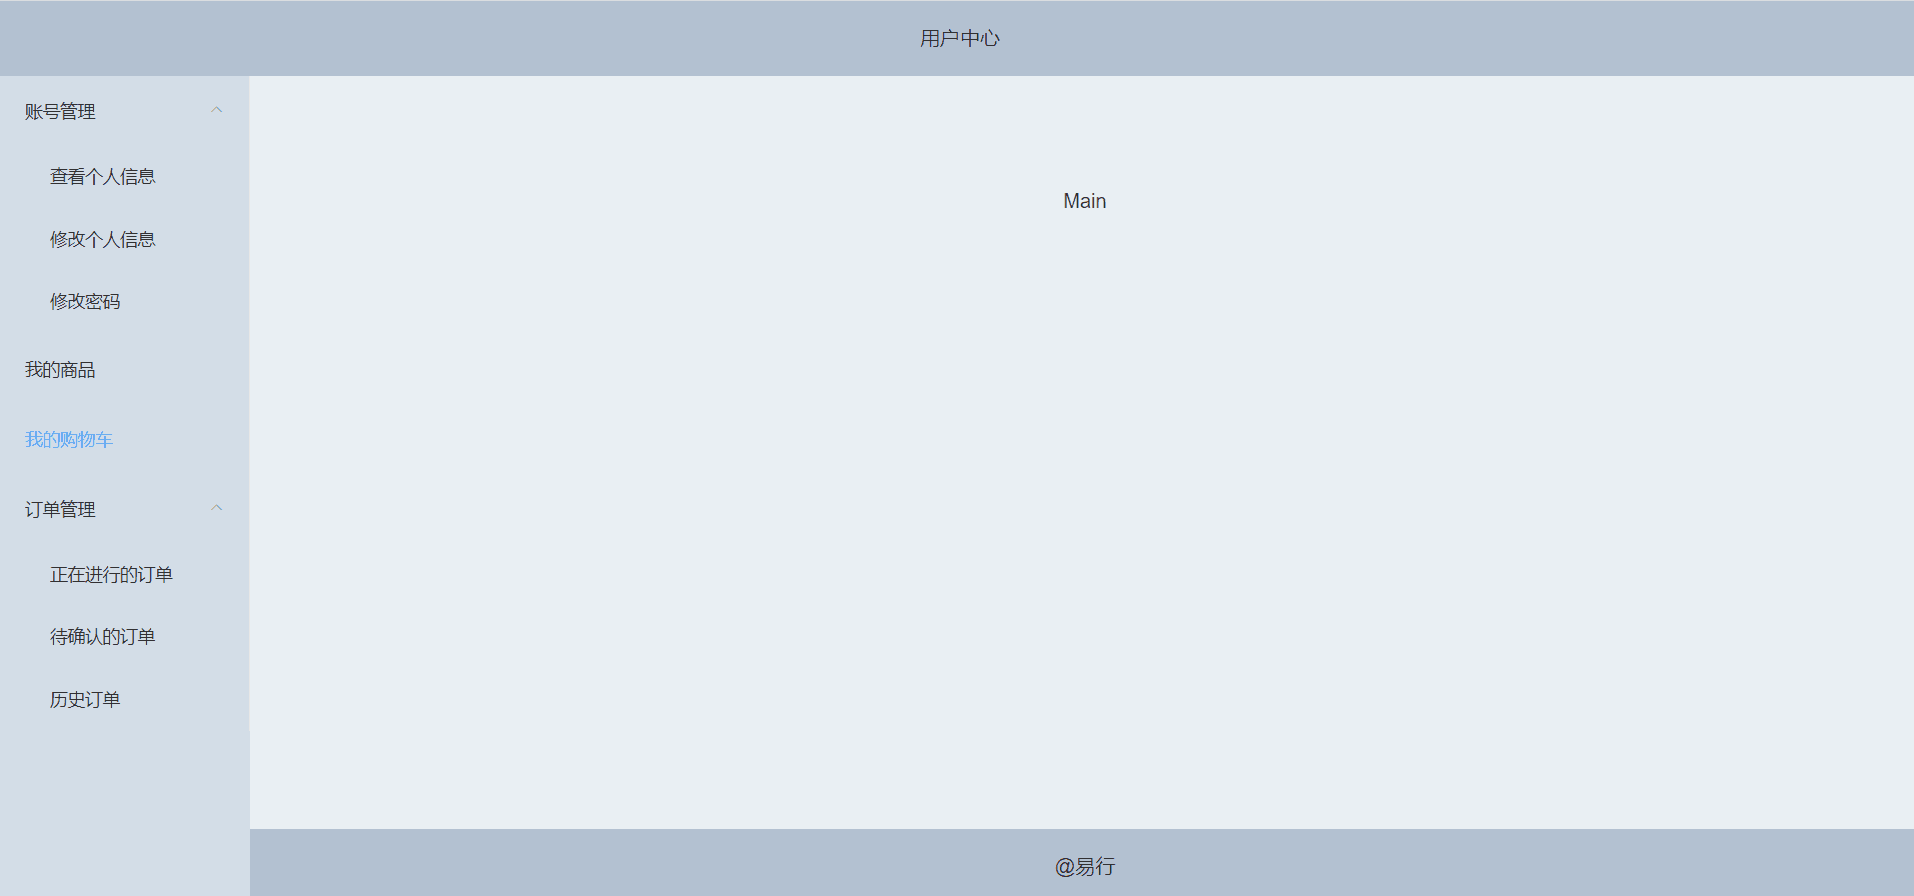 用户中心
账号管理
查看个人信息
修改个人信息
修改密码
我的商品
我的购物车
订单管理
正在进行的订单
待确认的订单
历史订单
Main
@易行